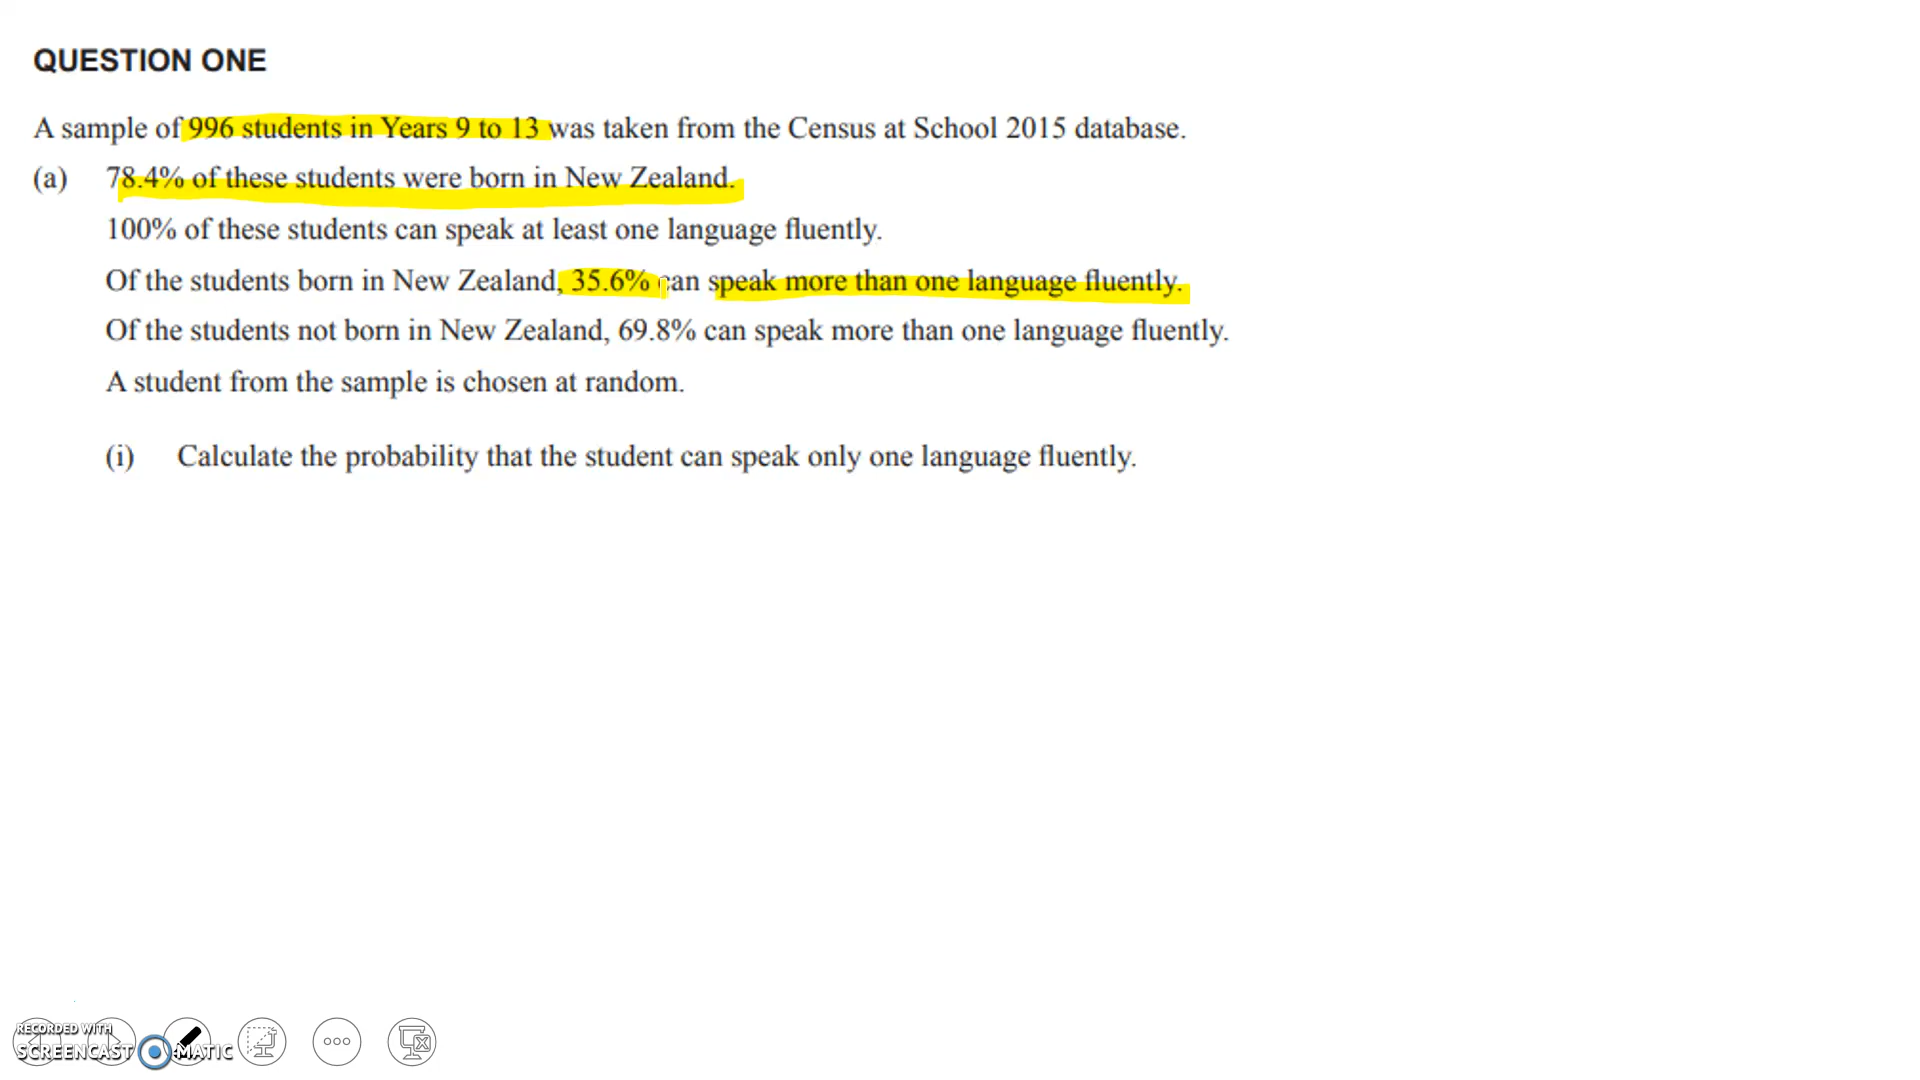 QUESTION ONE
A sample of 996 students in Years 9 to 13 was taken from the Census at School 2015 database.
(a) 78.4% of these students were born in New Zealand.
100% of these students can speak at least one language fluently.
Of the students born in New Zealand, 35.6% can speak more than one language fluently.
Of the students not born in New Zealand, 69.8% can speak more than one language fluently.
A student from the sample is chosen at random.
(i) Calculate the probability that the student can speak only one language fluently.
RECORDED WITH
SCREENCAST MATIC